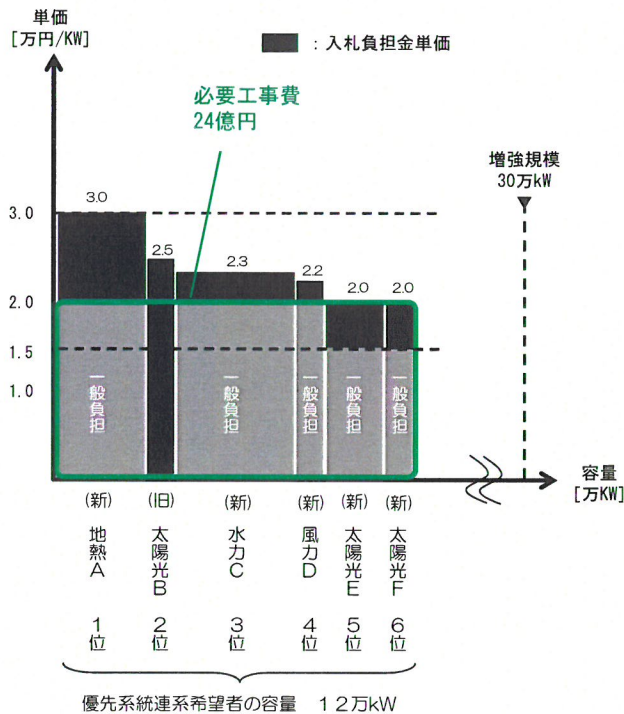 単価
[万円/KW]
：入札負担金単価
必要工事費
24億円
増強規模
30万kW
3.0
3.0
2.5
2.3
2.2
2.0
2.0
2.0
1.5
1.0
一般負担
一般負担
一般負担
一般負担
一般負担
容量
[万KW]
(新)
(旧)
(新)
(新)
(新)
(新)
地熱A
太陽光B
水力C
風力D
太陽光E
太陽光F
1位
2位
3位
4位
5位
6位
優先系統連系希望者の容量 12万kW